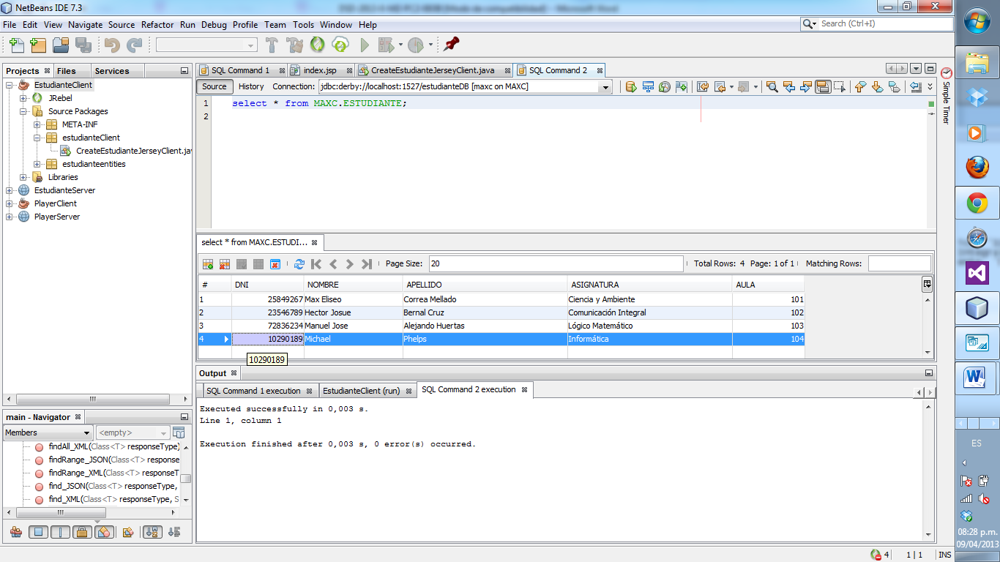 NetBeans IDE 7.3
File Edit View Navigate Source Refactor Run Debug Profile Team Tools Window Help
Search (Ctrl+I)
Projects Files Services
EstudianteClient
JRebel
Source Packages
META-INF
estudianteClient
CreateEstudianteJerseyClient.jav
estudianteentities
Libraries
EstudianteServer
PlayerClient
PlayerServer
SQL Command 1 index.jsp CreateEstudianteJerseyClient.java SQL Command 2
Source History Connection: jdbc:derby://localhost:1527/estudianteDB [maxc on MAXC]
1 select * from MAXC.ESTUDIANTE;
2
Simple Timer
select * from MAXC.ESTUDI...
Page Size: 20 Total Rows: 4 Page: 1 of 1 Matching Rows:
# DNI NOMBRE APELLIDO ASIGNATURA AULA
1 25849267 Max Eliseo Correa Mellado Ciencia y Ambiente 101
2 23546789 Hector Josue Bernal Cruz Comunicación Integral 102
3 72836234 Manuel Jose Alejando Huertas Lógico Matemático 103
4 10290189 Michael Phelps Informática 104
10290189
Output
SQL Command 1 execution EstudianteClient (run) SQL Command 2 execution
Executed successfully in 0,003 s.
Line 1, column 1
Execution finished after 0,003 s, 0 error(s) occurred.
main - Navigator
Members <empty>
findAll_XML(Class<T> responseType)
findRange_JSON(Class<T> response
findRange_XML(Class<T> responseT
find_JSON(Class<T> responseType,
find_XML(Class<T> responseType, S
4 1 | 1 INS
ES
08:28 p.m.
09/04/2013